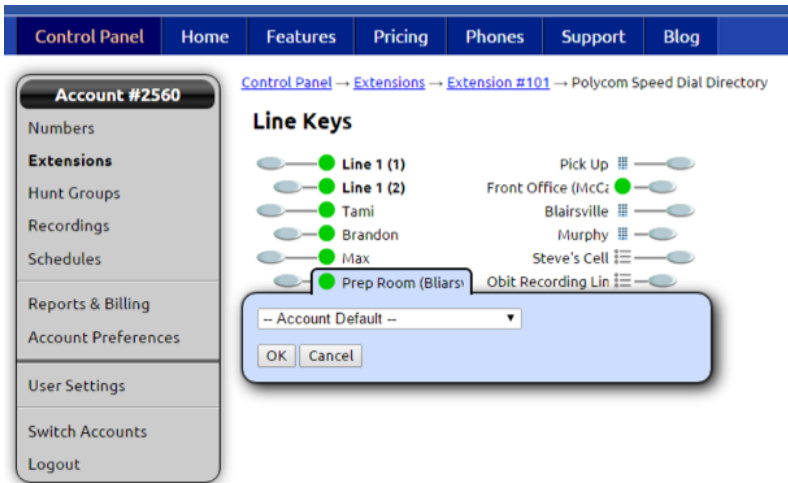 Control Panel Home Features Pricing Phones Support Blog
Account #2560
Numbers
Extensions
Hunt Groups
Recordings
Schedules
Reports & Billing
Account Preferences
User Settings
Switch Accounts
Logout
Control Panel → Extensions → Extension #101 → Polycom Speed Dial Directory
Line Keys
Line 1 (1) Pick Up
Line 1 (2) Front Office (McCa
Tami Blairsville
Brandon Murphy
Max Steve's Cell
Prep Room (Bliarsv Obit Recording Lin
-- Account Default --
OK Cancel